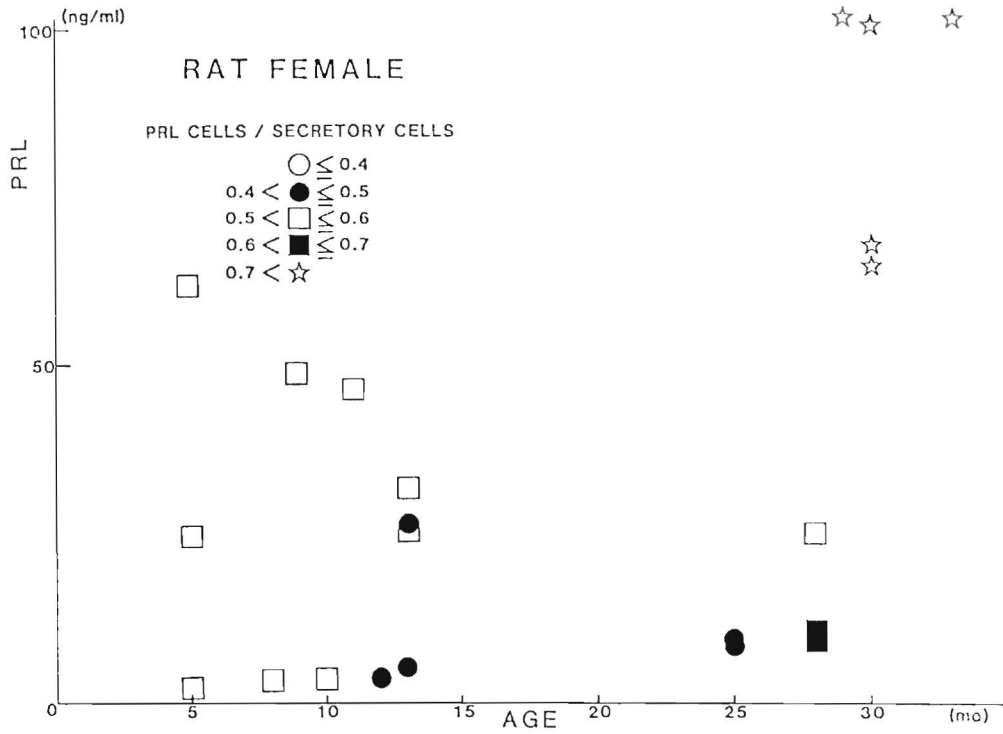 (ng/ml)
100
RAT FEMALE
PRL CELLS / SECRETORY CELLS
○ ≦ 0.4
0.4 < ● ≦ 0.5
0.5 < □ ≦ 0.6
0.6 < ■ ≦ 0.7
0.7 < ☆
PRL
50
0 5 10 15 20 25 30 (mo)
AGE